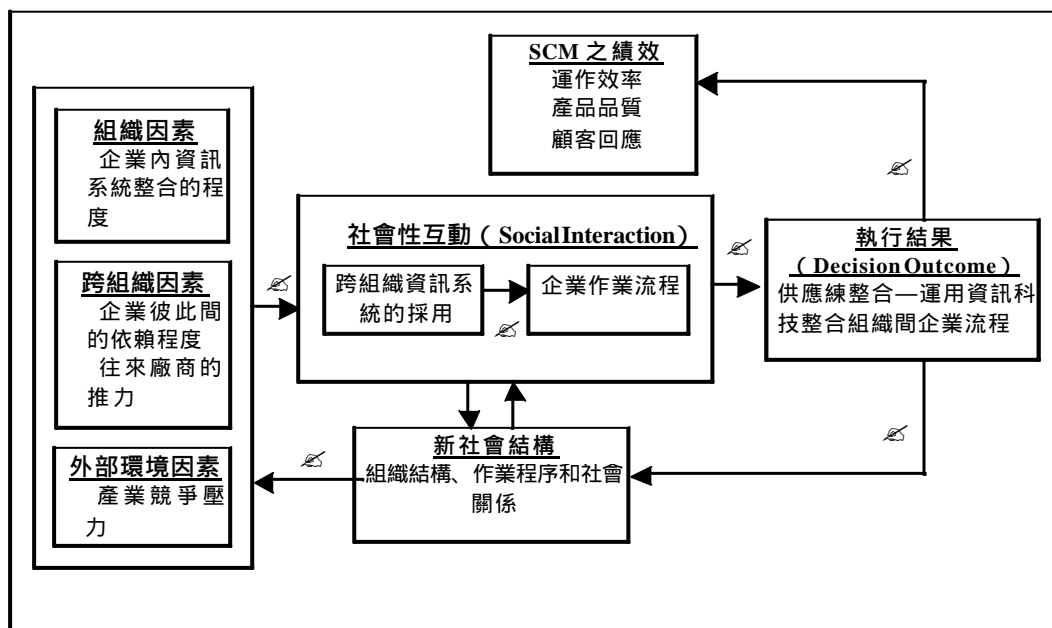 SCM 之績效
運作效率
產品品質
顧客回應
組織因素
企業內資訊
系統整合的程
度
跨組織因素
企業彼此間
的依賴程度
往來廠商的
推力
外部環境因素
產業競爭壓
力
社會性互動（Social Interaction）
跨組織資訊系
統的採用
企業作業流程
新社會結構
組織結構、作業程序和社會
關係
執行結果
（Decision Outcome）
供應練整合—運用資訊科
技整合組織間企業流程